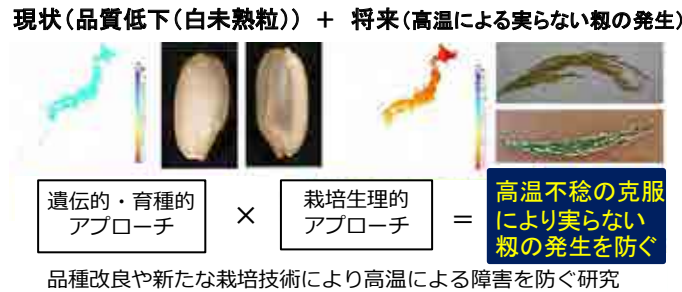 現状（品質低下（白未熟粒）） ＋ 将来（高温による実らない籾の発生）
遺伝的・育種的
アプローチ
×
栽培生理的
アプローチ
＝
高温不稔の克服
により実らない
籾の発生を防ぐ
品種改良や新たな栽培技術により高温による障害を防ぐ研究